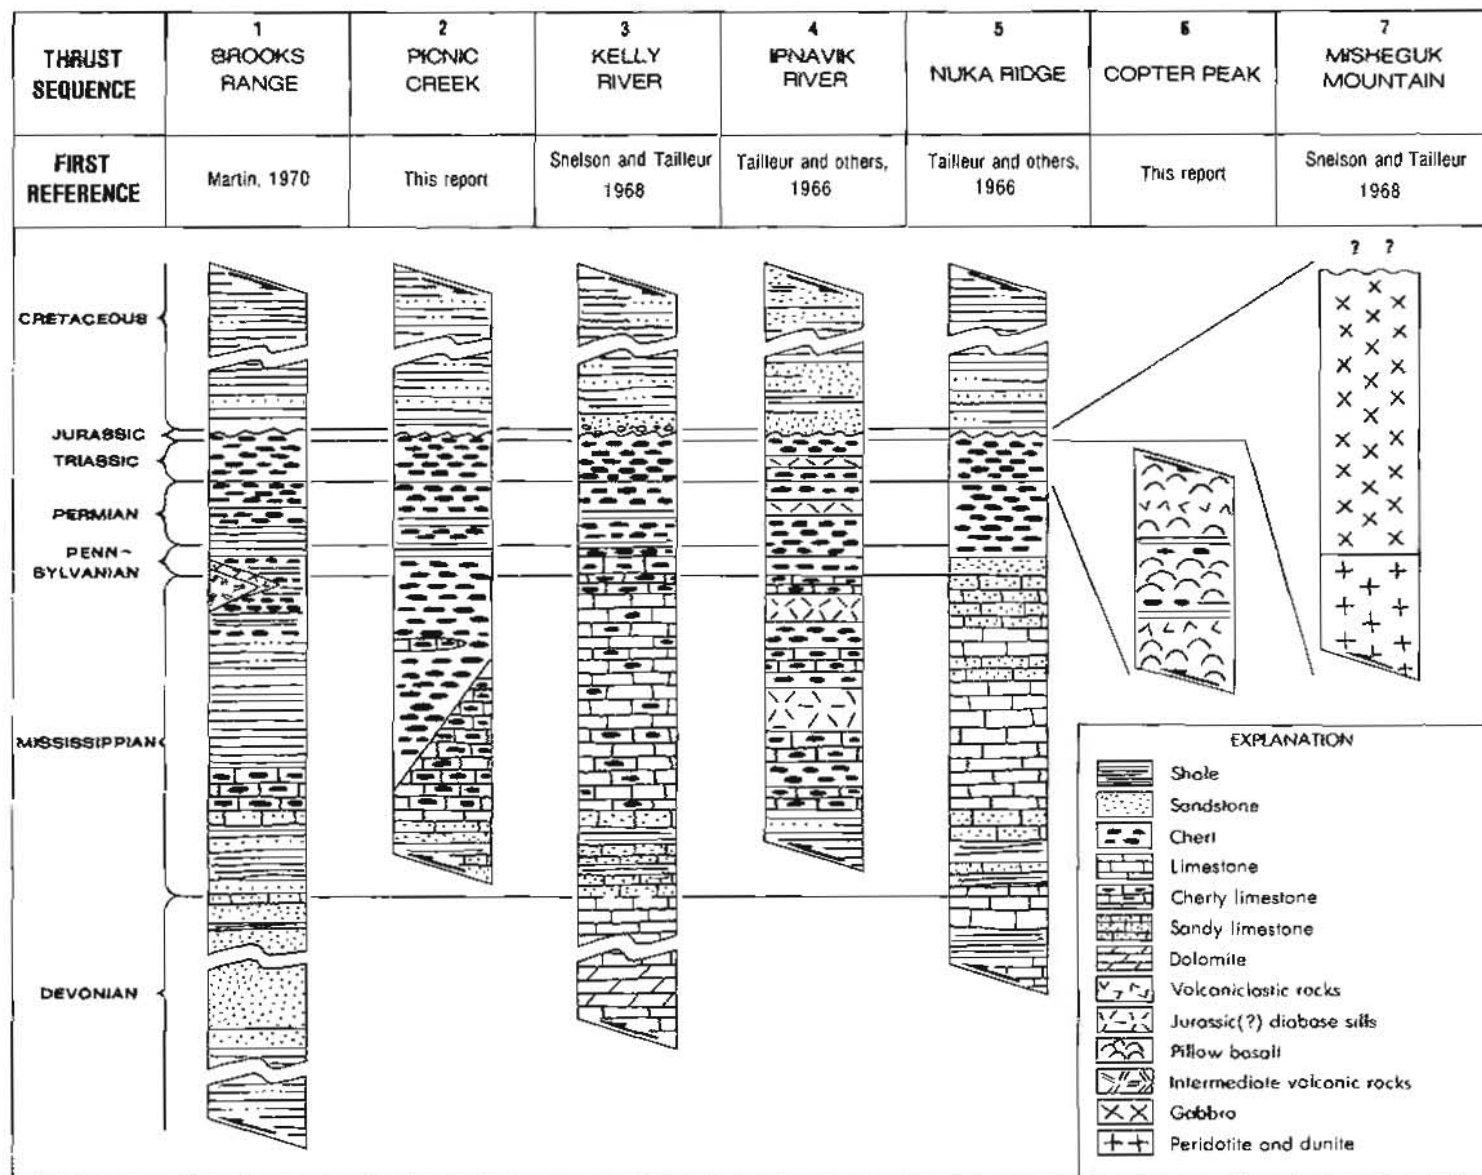 THRUST
SEQUENCE
1
BROOKS
RANGE
2
PICNIC
CREEK
3
KELLY
RIVER
4
IPNAVIK
RIVER
5
NUKA RIDGE
6
COPTER PEAK
7
MISHEGUK
MOUNTAIN
FIRST
REFERENCE
Martin, 1970
This report
Snelson and Tailleur
1968
Tailleur and others,
1966
Tailleur and others,
1966
This report
Snelson and Tailleur
1968
? ?
CRETACEOUS
JURASSIC
TRIASSIC
PERMIAN
PENN-
SYLVANIAN
MISSISSIPPIAN
DEVONIAN
EXPLANATION
Shale
Sandstone
Chert
Limestone
Cherty limestone
Sandy limestone
Dolomite
Volcaniclastic rocks
Jurassic(?) diabase sills
Pillow basalt
Intermediate volcanic rocks
Gabbro
Peridotite and dunite